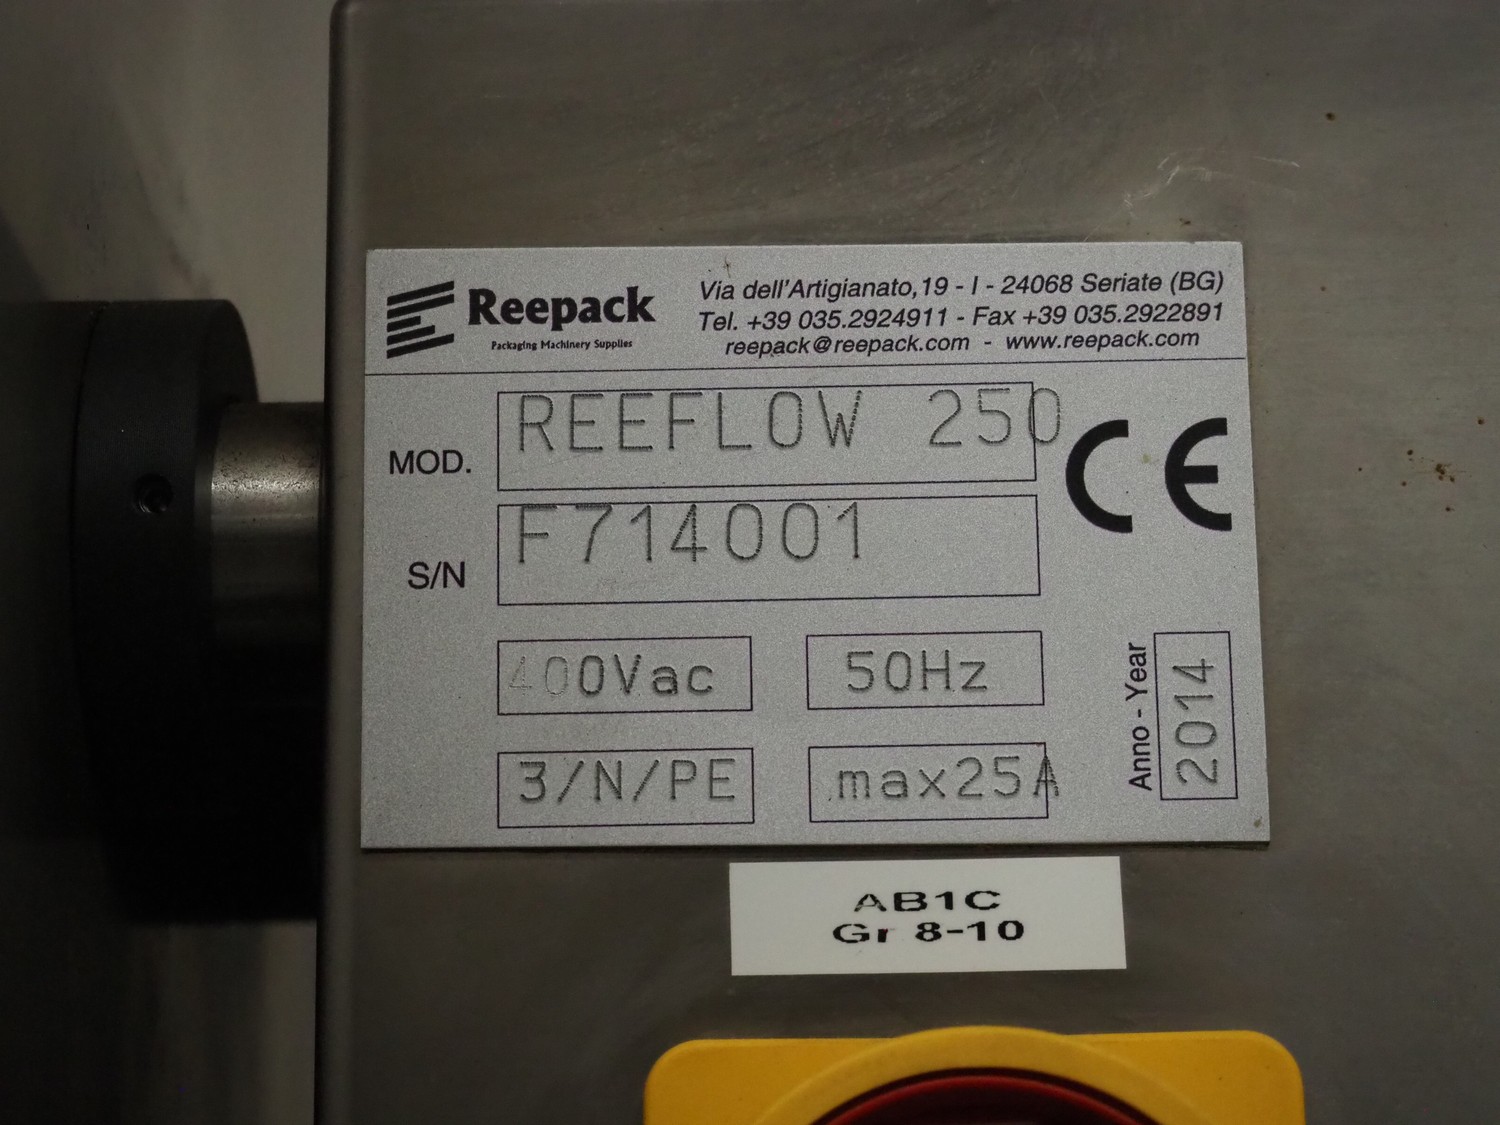 Reepack
Packaging Machinery Supplies
Via dell'Artigianato,19 - I - 24068 Seriate (BG)
Tel. +39 035.2924911 - Fax +39 035.2922891
reepack@reepack.com - www.reepack.com
MOD. REEFLOW 250
CE
S/N F714001
400Vac 50Hz
3/N/PE max25A
Anno - Year 2014
AB1C
Gr 8-10